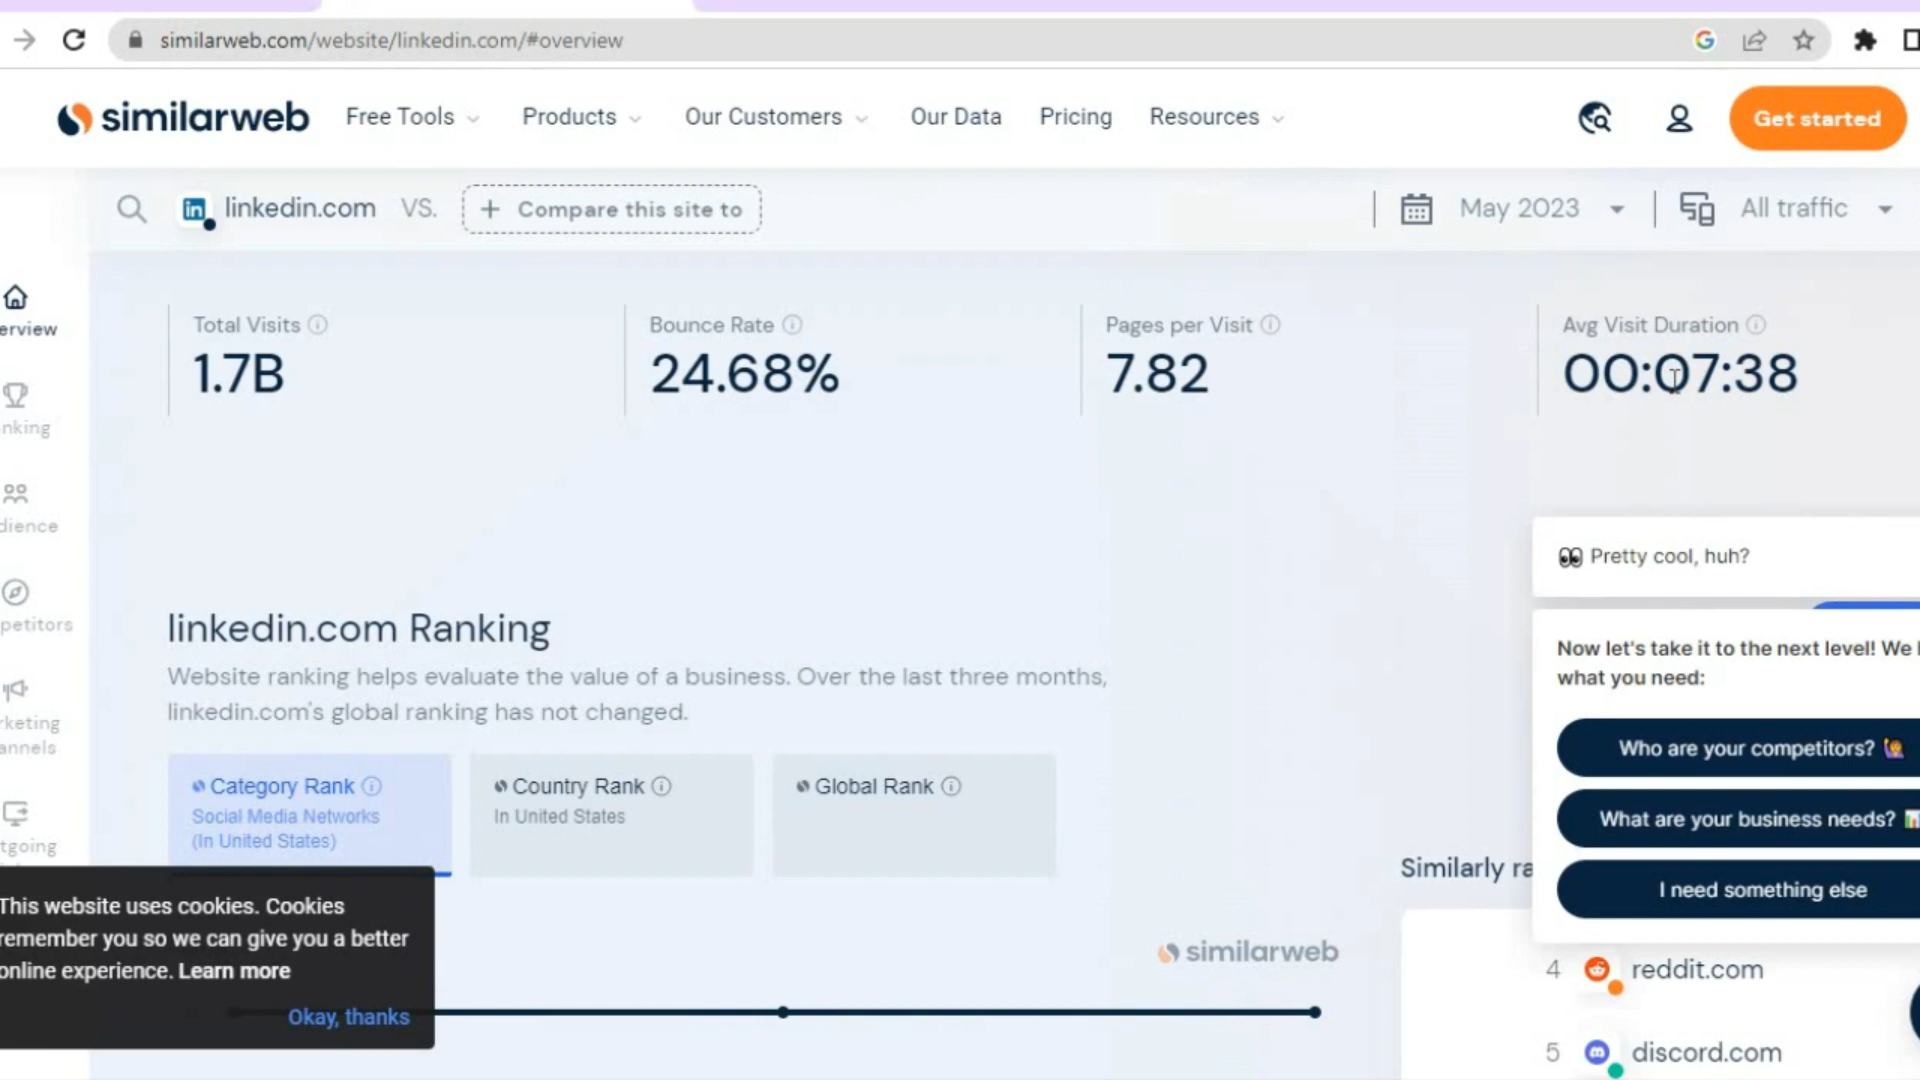 similarweb.com/website/linkedin.com/#overview
similarweb Free Tools Products Our Customers Our Data Pricing Resources Get started
linkedin.com VS. + Compare this site to May 2023 All traffic
erview
nking
dience
petitors
rketing
annels
tgoing
Total Visits Bounce Rate Pages per Visit Avg Visit Duration
1.7B 24.68% 7.82 00:07:38
linkedin.com Ranking
Website ranking helps evaluate the value of a business. Over the last three months,
linkedin.com's global ranking has not changed.
Category Rank Country Rank Global Rank
Social Media Networks In United States
(In United States)
👀 Pretty cool, huh?
Now let's take it to the next level! We
what you need:
Who are your competitors?
What are your business needs?
I need something else
Similarly ra
4 reddit.com
5 discord.com
similarweb
This website uses cookies. Cookies
remember you so we can give you a better
online experience. Learn more
Okay, thanks